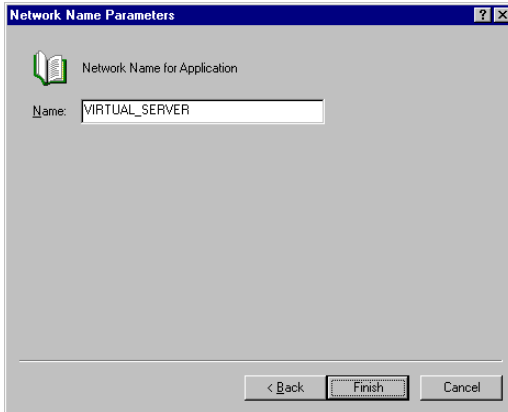 Network Name Parameters
Network Name for Application
Name: VIRTUAL_SERVER
< Back Finish Cancel